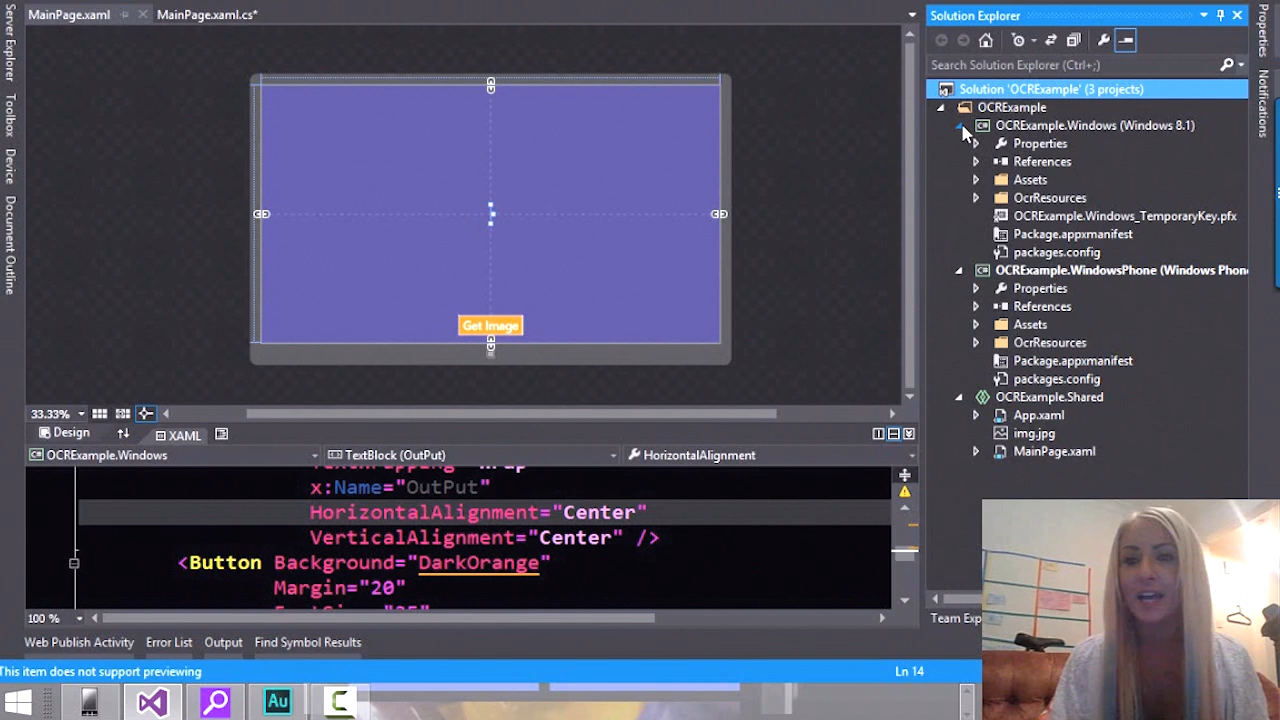 MainPage.xaml
MainPage.xaml.cs*
Solution Explorer
Server Explorer
Toolbox
Device
Document Outline
Properties
Notifications
Search Solution Explorer (Ctrl+;)
Solution 'OCRExample' (3 projects)
OCRExample
OCRExample.Windows (Windows 8.1)
Properties
References
Assets
OcrResources
OCRExample.Windows_TemporaryKey.pfx
Package.appxmanifest
packages.config
OCRExample.WindowsPhone (Windows Phon
Properties
References
Assets
OcrResources
Package.appxmanifest
packages.config
OCRExample.Shared
App.xaml
img.jpg
MainPage.xaml
Get Image
33.33%
Design
XAML
OCRExample.Windows
TextBlock (OutPut)
HorizontalAlignment
x:Name="OutPut"
HorizontalAlignment="Center"
VerticalAlignment="Center" />
<Button Background="DarkOrange"
Margin="20"
100 %
Team Exp
Web Publish Activity
Error List
Output
Find Symbol Results
This item does not support previewing
Ln 14
Au
C